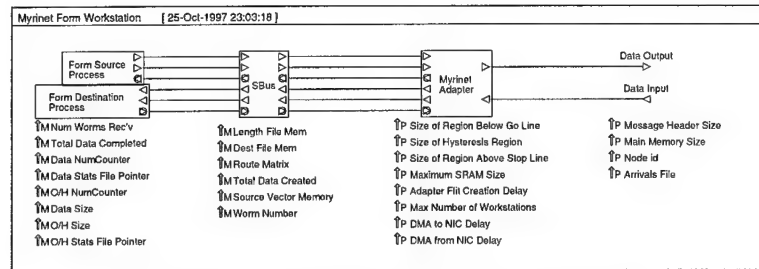 Myrinet Form Workstation [ 25-Oct-1997 23:03:18 ]
Form Source
Process
Form Destination
Process
SBus
Myrinet
Adapter
Data Output
Data Input
⇑M Num Worms Rec'v
⇑M Total Data Completed
⇑M Data NumCounter
⇑M Data Stats File Pointer
⇑M O/H NumCounter
⇑M Data Size
⇑M O/H Size
⇑M O/H Stats File Pointer
⇑M Length File Mem
⇑M Dest File Mem
⇑M Route Matrix
⇑M Total Data Created
⇑M Source Vector Memory
⇑M Worm Number
⇑P Size of Region Below Go Line
⇑P Size of Hysteresis Region
⇑P Size of Region Above Stop Line
⇑P Maximum SRAM Size
⇑P Adapter Flit Creation Delay
⇑P Max Number of Workstations
⇑P DMA to NIC Delay
⇑P DMA from NIC Delay
⇑P Message Header Size
⇑P Main Memory Size
⇑P Node id
⇑P Arrivals File